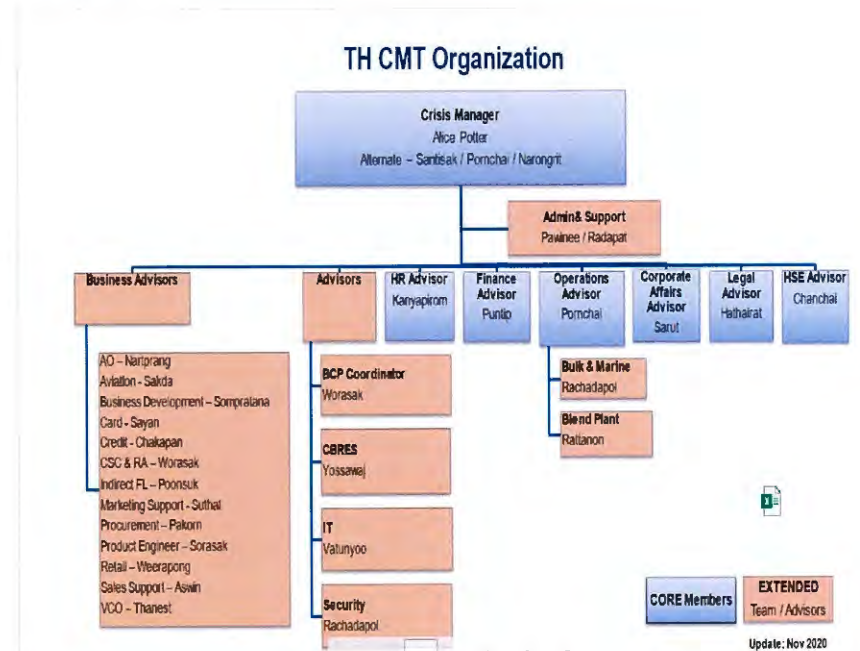 TH CMT Organization
Crisis Manager
Alice Potter
Alternate – Santisak / Pornchai / Narongrit
Admin& Support
Pawinee / Radapat
Business Advisors
AO – Nartprang
Aviation - Sakda
Business Development – Sompratana
Card - Sayan
Credit - Chakapan
CSC & RA – Worasak
Indirect FL – Poonsuk
Marketing Support - Suthat
Procurement – Pakorn
Product Engineer – Sorasak
Retail – Weerapong
Sales Support – Aswin
VCO – Thanest
Advisors
BCP Coordinator
Worasak
CBRES
Yossawaj
IT
Vatunyoo
Security
Rachadapol
HR Advisor
Kanyapirom
Finance
Advisor
Puntip
Operations
Advisor
Pornchai
Bulk & Marine
Rachadapol
Blend Plant
Rattanon
Corporate
Affairs
Advisor
Sarut
Legal
Advisor
Hathairat
HSE Advisor
Chanchai
CORE Members
EXTENDED
Team / Advisors
Update: Nov 2020